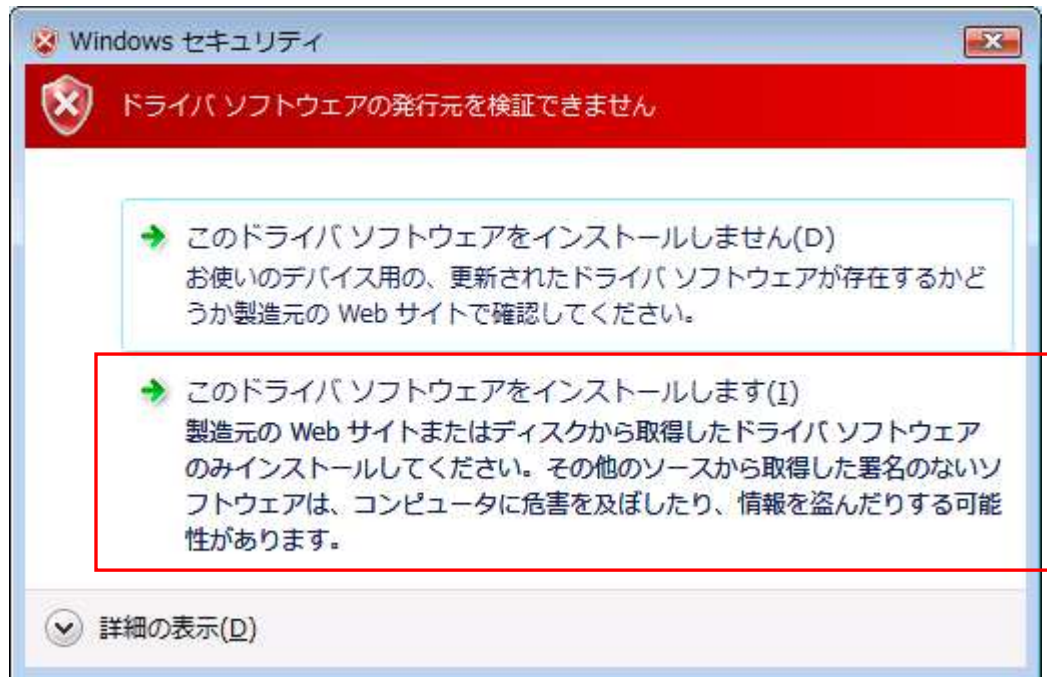 Windows セキュリティ
ドライバ ソフトウェアの発行元を検証できません
このドライバ ソフトウェアをインストールしません(D)
お使いのデバイス用の、更新されたドライバ ソフトウェアが存在するかど
うか製造元の Web サイトで確認してください。
このドライバ ソフトウェアをインストールします(I)
製造元の Web サイトまたはディスクから取得したドライバ ソフトウェア
のみインストールしてください。その他のソースから取得した署名のないソ
フトウェアは、コンピュータに危害を及ぼしたり、情報を盗んだりする可能
性があります。
詳細の表示(D)